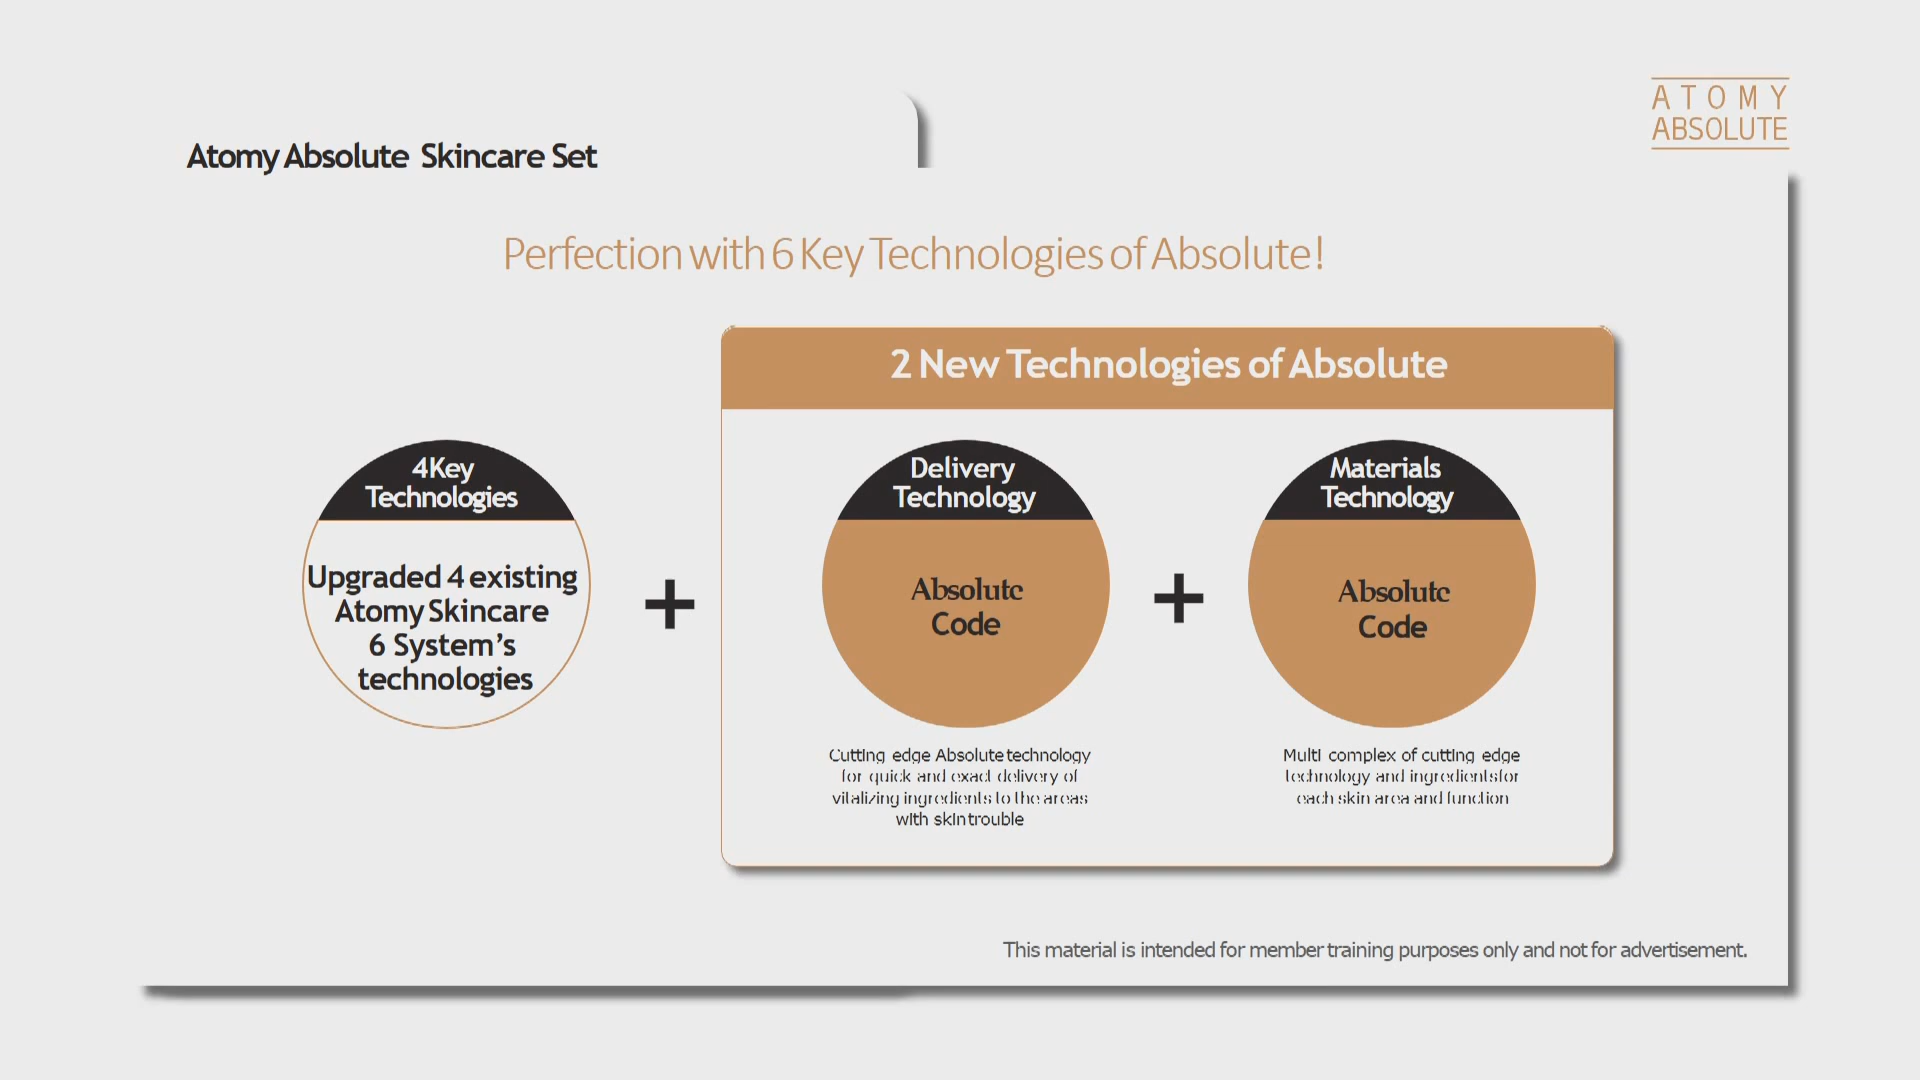 ATOMY
ABSOLUTE
Atomy Absolute Skincare Set
Perfection with 6 Key Technologies of Absolute!
2 New Technologies of Absolute
4Key
Technologies
Upgraded 4 existing
Atomy Skincare
6 System's
technologies
+
Delivery
Technology
Absolute
Code
Cutting edge Absolute technology
for quick and exact delivery of
vitalizing ingredients to the areas
with skin trouble
+
Materials
Technology
Absolute
Code
Multi complex of cutting edge
technology and ingredients for
each skin area and function
This material is intended for member training purposes only and not for advertisement.